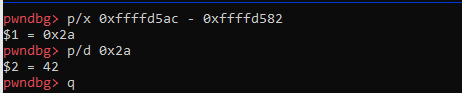 pwndbg> p/x 0xffffd5ac - 0xffffd582
$1 = 0x2a
pwndbg> p/d 0x2a
$2 = 42
pwndbg> q